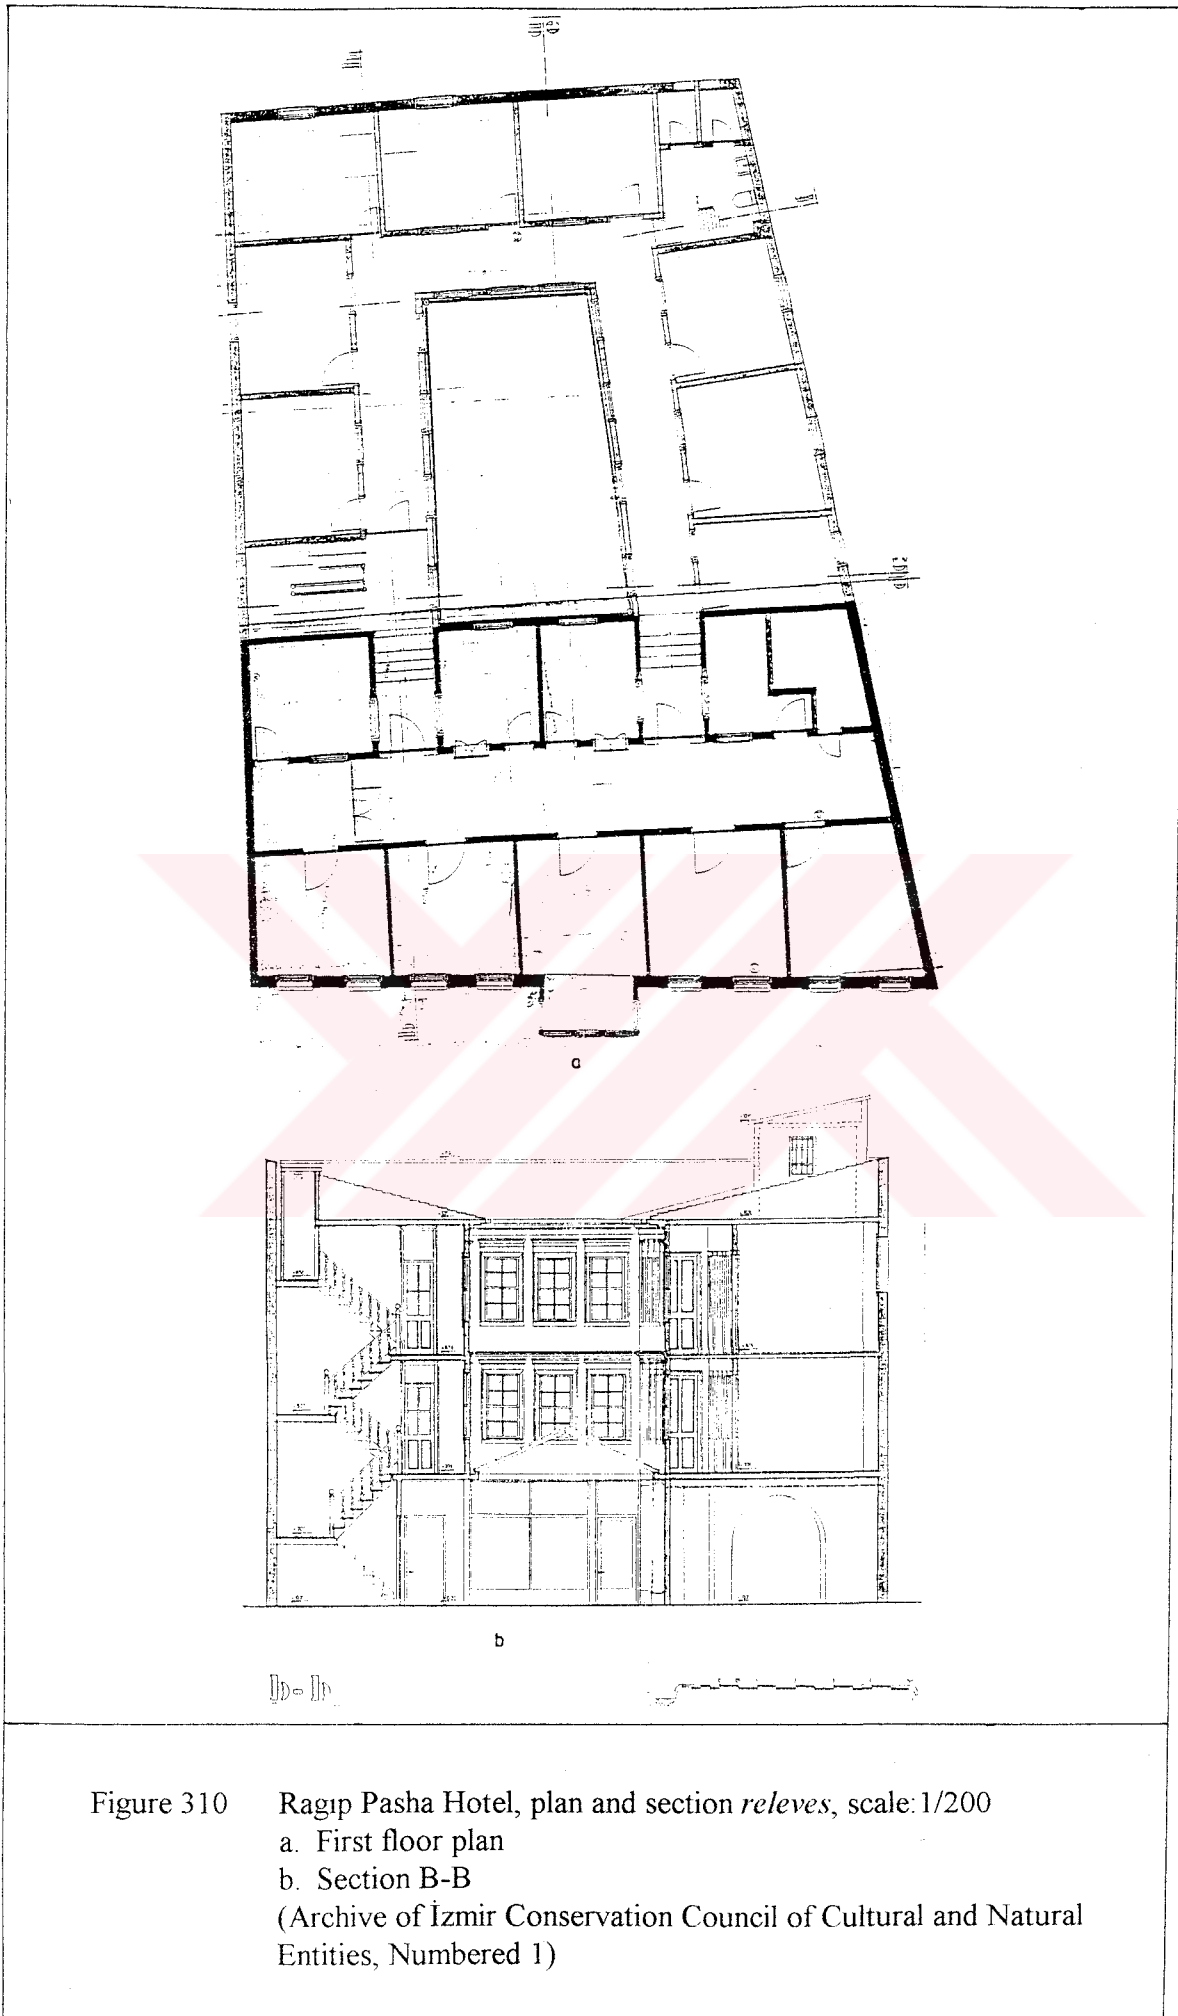 a
b
Figure 310 Ragıp Pasha Hotel, plan and section releves, scale:1/200
a. First floor plan
b. Section B-B
(Archive of İzmir Conservation Council of Cultural and Natural
Entities, Numbered 1)